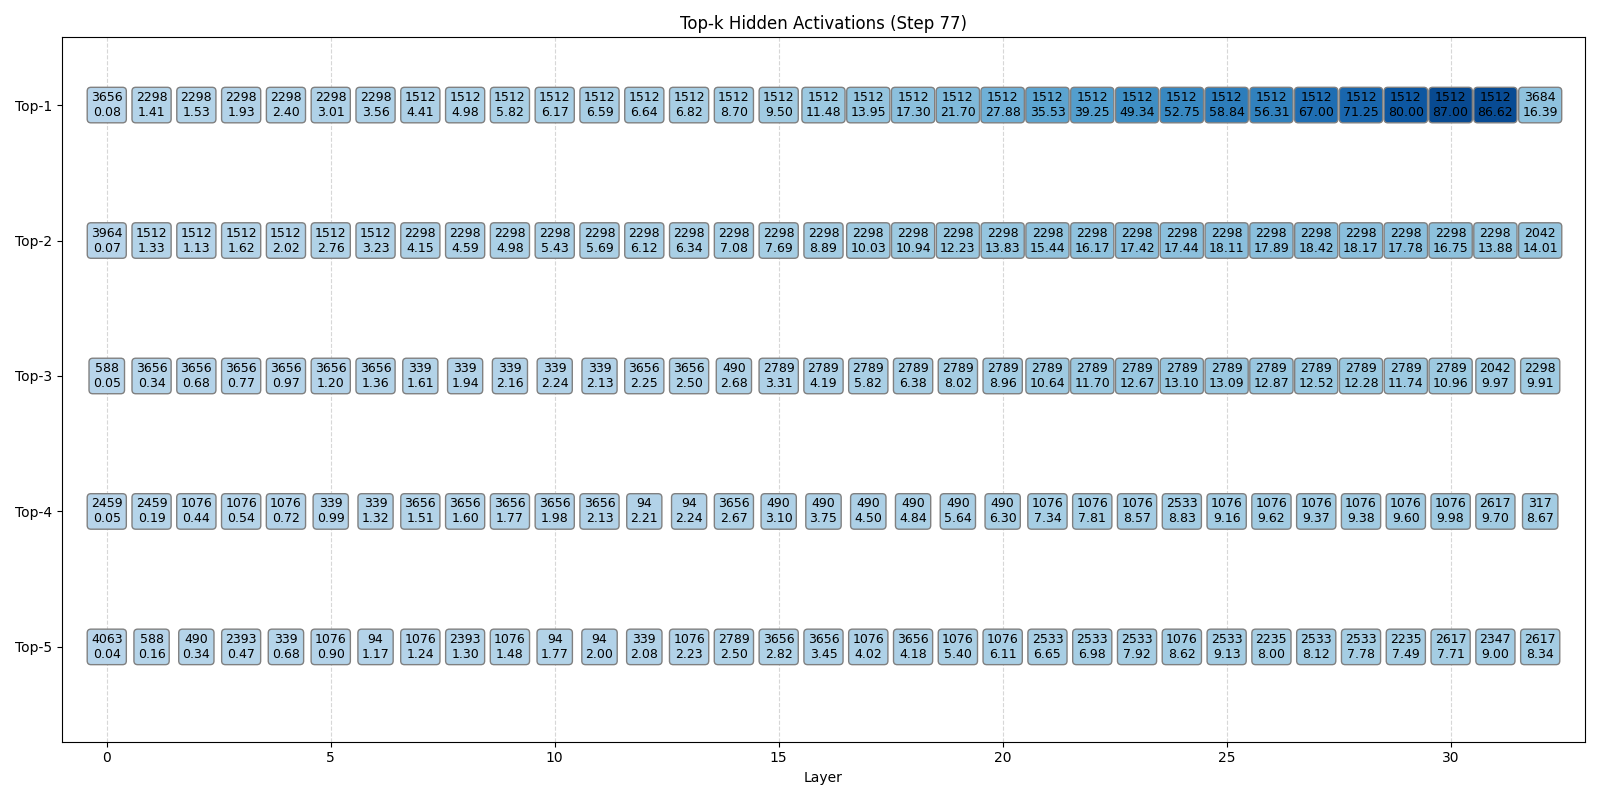 Top-k Hidden Activations (Step 77)
Top-1
3656 2298 2298 2298 2298 2298 2298 1512 1512 1512 1512 1512 1512 1512 1512 1512 1512 1512 1512 1512 1512 1512 1512 1512 1512 1512 1512 1512 1512 1512 1512 1512 3684
0.08 1.41 1.53 1.93 2.40 3.01 3.56 4.41 4.98 5.82 6.17 6.59 6.64 6.82 8.70 9.50 11.48 13.95 17.30 21.70 27.88 35.53 39.25 49.34 52.75 58.84 56.31 67.00 71.25 80.00 87.00 86.62 16.39
Top-2
3964 1512 1512 1512 1512 1512 1512 2298 2298 2298 2298 2298 2298 2298 2298 2298 2298 2298 2298 2298 2298 2298 2298 2298 2298 2298 2298 2298 2298 2298 2298 2298 2042
0.07 1.33 1.13 1.62 2.02 2.76 3.23 4.15 4.59 4.98 5.43 5.69 6.12 6.34 7.08 7.69 8.89 10.03 10.94 12.23 13.83 15.44 16.17 17.42 17.44 18.11 17.89 18.42 18.17 17.78 16.75 13.88 14.01
Top-3
588 3656 3656 3656 3656 3656 3656 339 339 339 339 339 3656 3656 490 2789 2789 2789 2789 2789 2789 2789 2789 2789 2789 2789 2789 2789 2789 2789 2789 2042 2298
0.05 0.34 0.68 0.77 0.97 1.20 1.36 1.61 1.94 2.16 2.24 2.13 2.25 2.50 2.68 3.31 4.19 5.82 6.38 8.02 8.96 10.64 11.70 12.67 13.10 13.09 12.87 12.52 12.28 11.74 10.96 9.97 9.91
Top-4
2459 2459 1076 1076 1076 339 339 3656 3656 3656 3656 3656 94 94 3656 490 490 490 490 490 490 1076 1076 1076 2533 1076 1076 1076 1076 1076 1076 2617 317
0.05 0.19 0.44 0.54 0.72 0.99 1.32 1.51 1.60 1.77 1.98 2.13 2.21 2.24 2.67 3.10 3.75 4.50 4.84 5.64 6.30 7.34 7.81 8.57 8.83 9.16 9.62 9.37 9.38 9.60 9.98 9.70 8.67
Top-5
4063 588 490 2393 339 1076 94 1076 2393 1076 94 94 339 1076 2789 3656 3656 1076 3656 1076 1076 2533 2533 2533 1076 2533 2235 2533 2533 2235 2617 2347 2617
0.04 0.16 0.34 0.47 0.68 0.90 1.17 1.24 1.30 1.48 1.77 2.00 2.08 2.23 2.50 2.82 3.45 4.02 4.18 5.40 6.11 6.65 6.98 7.92 8.62 9.13 8.00 8.12 7.78 7.49 7.71 9.00 8.34
0 5 10 15 20 25 30
Layer